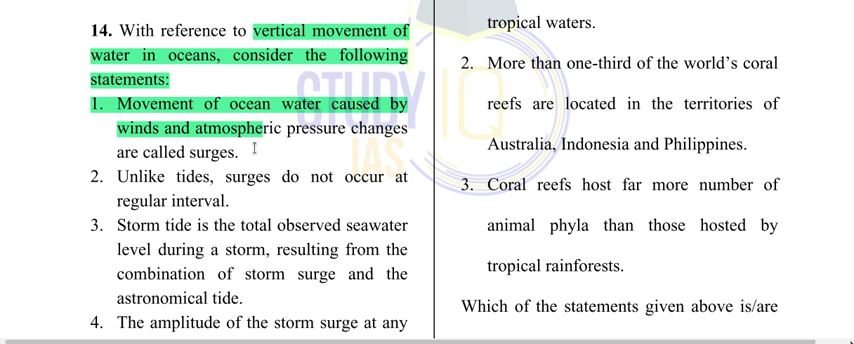 14. With reference to vertical movement of
water in oceans, consider the following
statements:
1. Movement of ocean water caused by
winds and atmospheric pressure changes
are called surges.
2. Unlike tides, surges do not occur at
regular interval.
3. Storm tide is the total observed seawater
level during a storm, resulting from the
combination of storm surge and the
astronomical tide.
4. The amplitude of the storm surge at any
tropical waters.
2. More than one-third of the world's coral
reefs are located in the territories of
Australia, Indonesia and Philippines.
3. Coral reefs host far more number of
animal phyla than those hosted by
tropical rainforests.
Which of the statements given above is/are
STUDY IQ
IAS